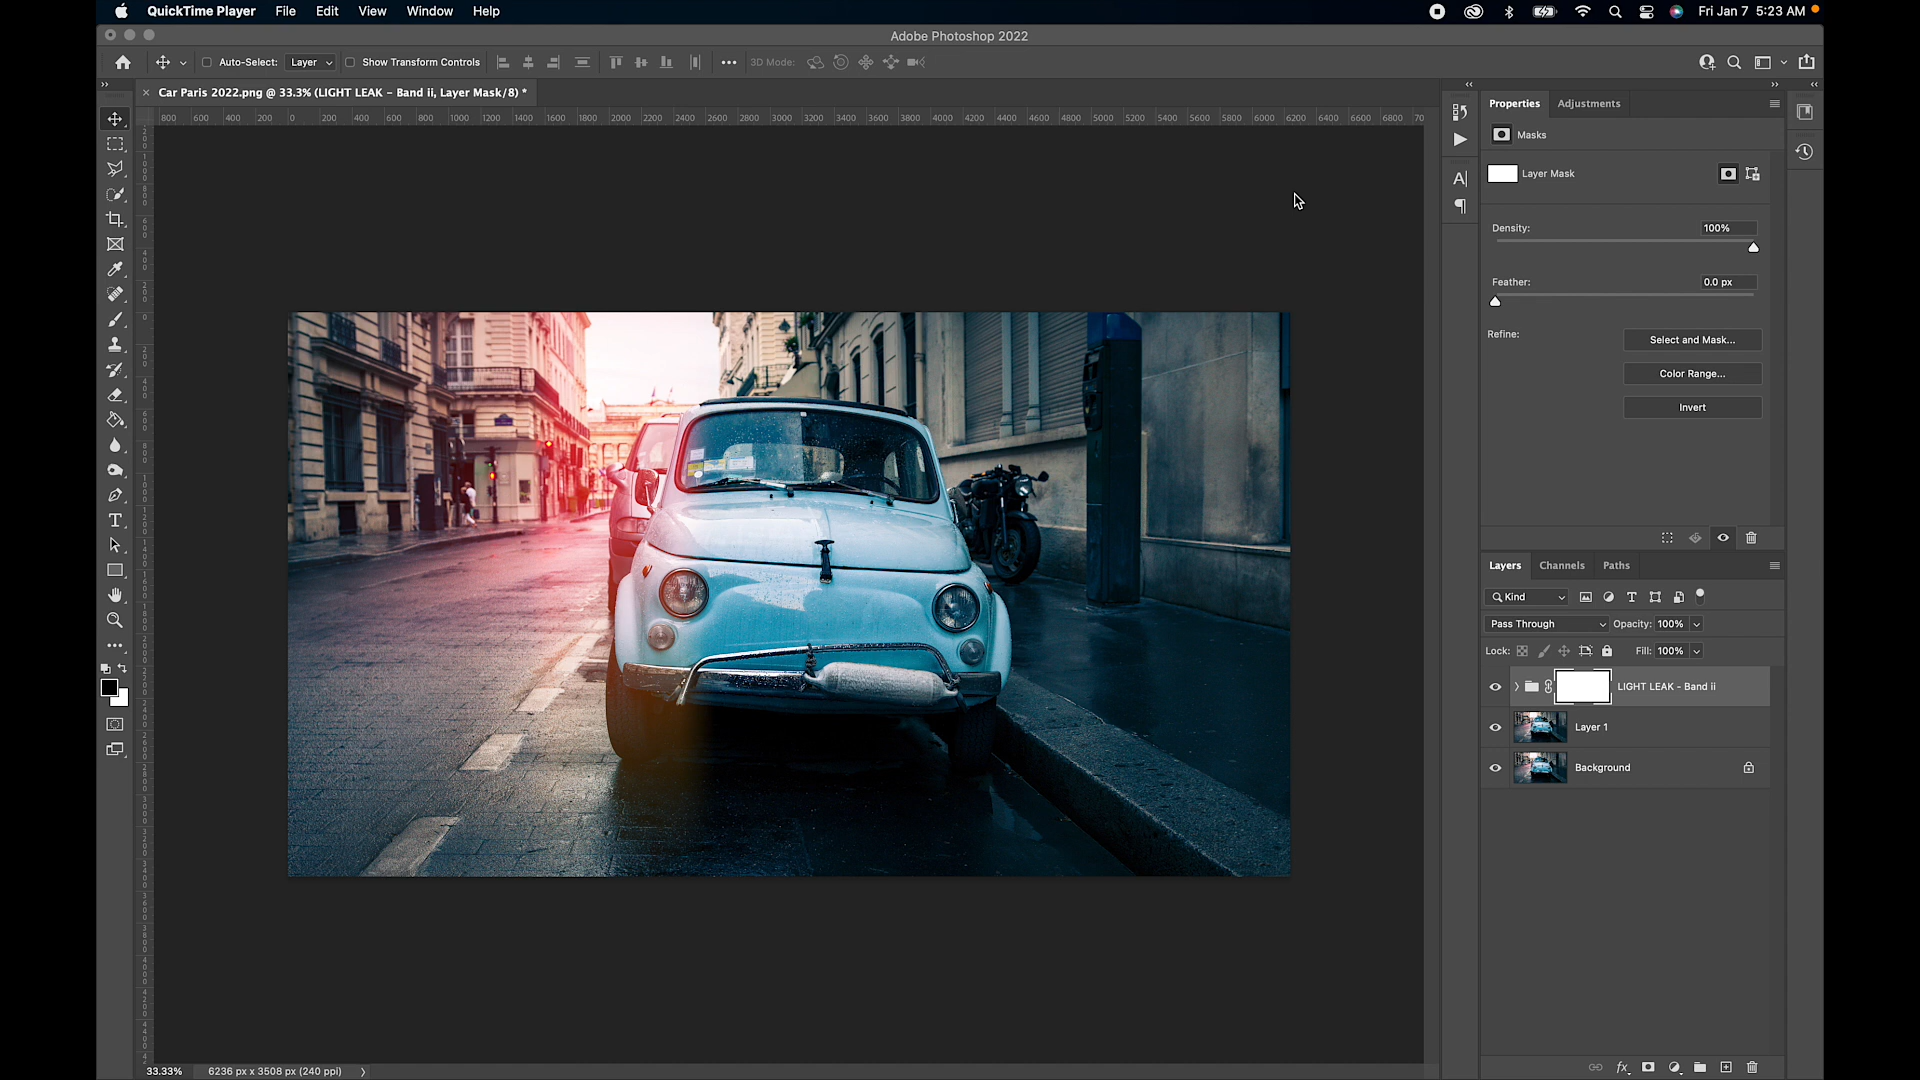 QuickTime Player File Edit View Window Help Fri Jan 7 5:23 AM
Adobe Photoshop 2022
Auto-Select: Layer Show Transform Controls 3D Mode:
Car Paris 2022.png @ 33.3% (LIGHT LEAK - Band ii, Layer Mask/8) *
800 600 400 200 0 200 400 600 800 1000 1200 1400 1600 1800 2000 2200 2400 2600 2800 3000 3200 3400 3600 3800 4000 4200 4400 4600 4800 5000 5200 5400 5600 5800 6000 6200 6400 6600 6800 70
Properties Adjustments
Masks
Layer Mask
Density: 100%
Feather: 0.0 px
Refine: Select and Mask...
Color Range...
Invert
Layers Channels Paths
Kind
Pass Through Opacity: 100%
Lock: Fill: 100%
LIGHT LEAK - Band ii
Layer 1
Background
33.33% 6236 px x 3508 px (240 ppi)